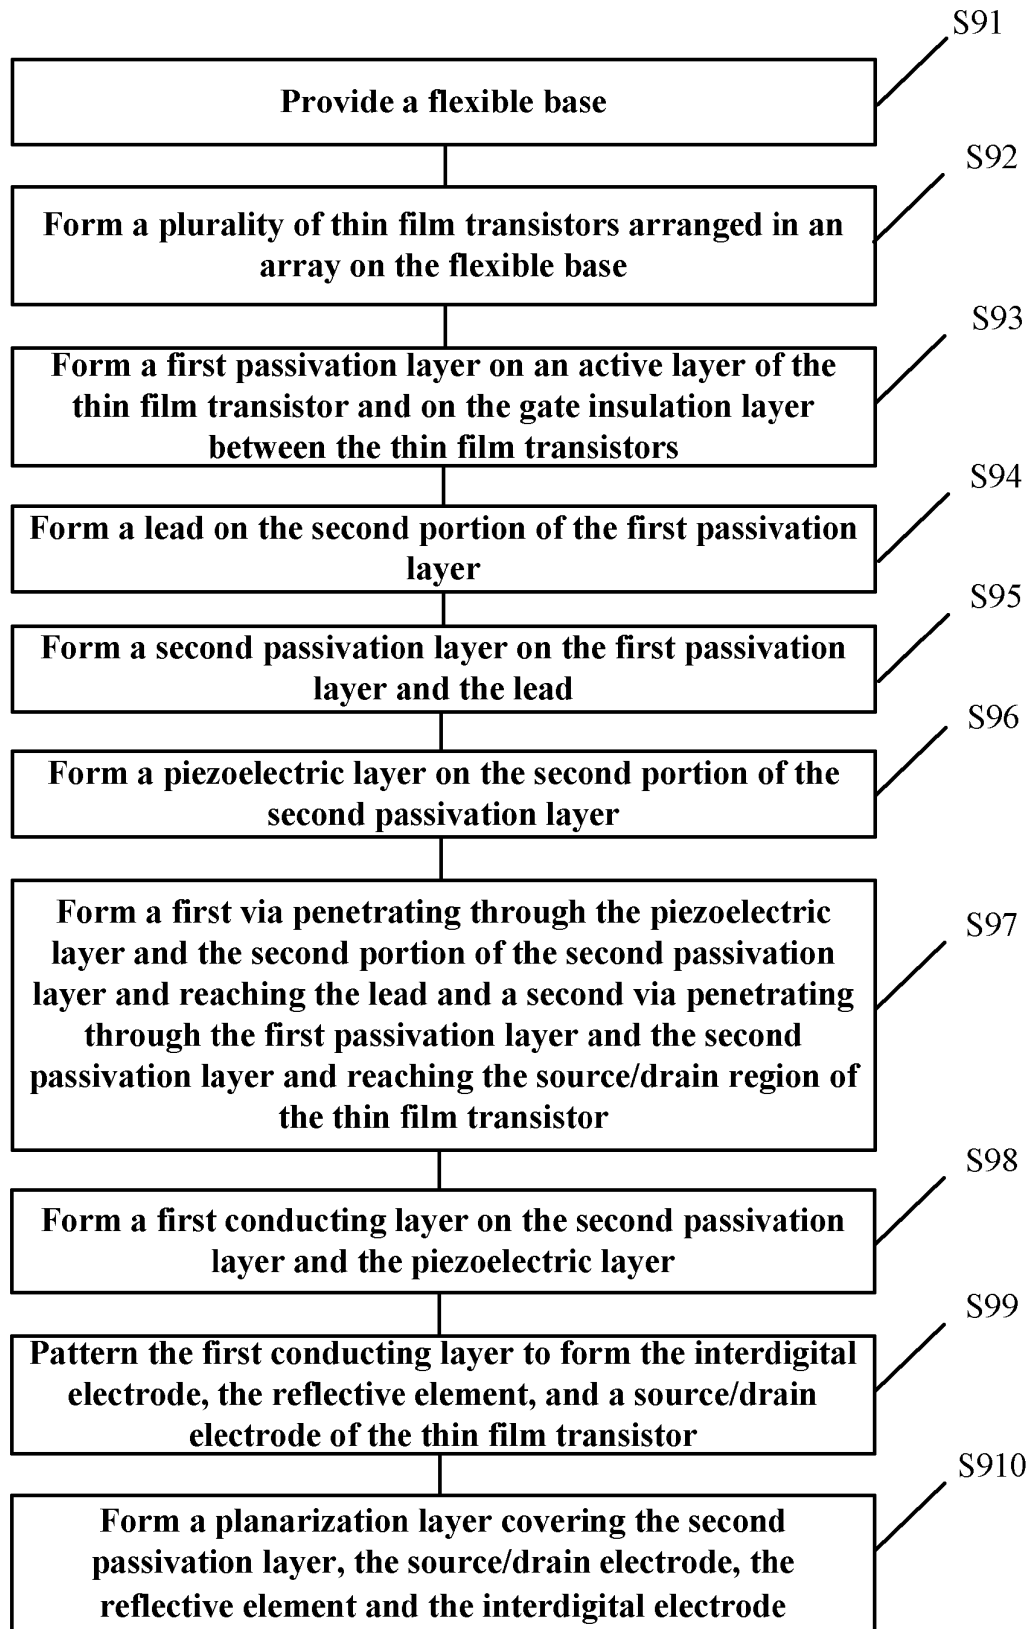 S91
Provide a flexible base
S92
Form a plurality of thin film transistors arranged in an
array on the flexible base
S93
Form a first passivation layer on an active layer of the
thin film transistor and on the gate insulation layer
between the thin film transistors
S94
Form a lead on the second portion of the first passivation
layer
S95
Form a second passivation layer on the first passivation
layer and the lead
S96
Form a piezoelectric layer on the second portion of the
second passivation layer
S97
Form a first via penetrating through the piezoelectric
layer and the second portion of the second passivation
layer and reaching the lead and a second via penetrating
through the first passivation layer and the second
passivation layer and reaching the source/drain region of
the thin film transistor
S98
Form a first conducting layer on the second passivation
layer and the piezoelectric layer
S99
Pattern the first conducting layer to form the interdigital
electrode, the reflective element, and a source/drain
electrode of the thin film transistor
S910
Form a planarization layer covering the second
passivation layer, the source/drain electrode, the
reflective element and the interdigital electrode